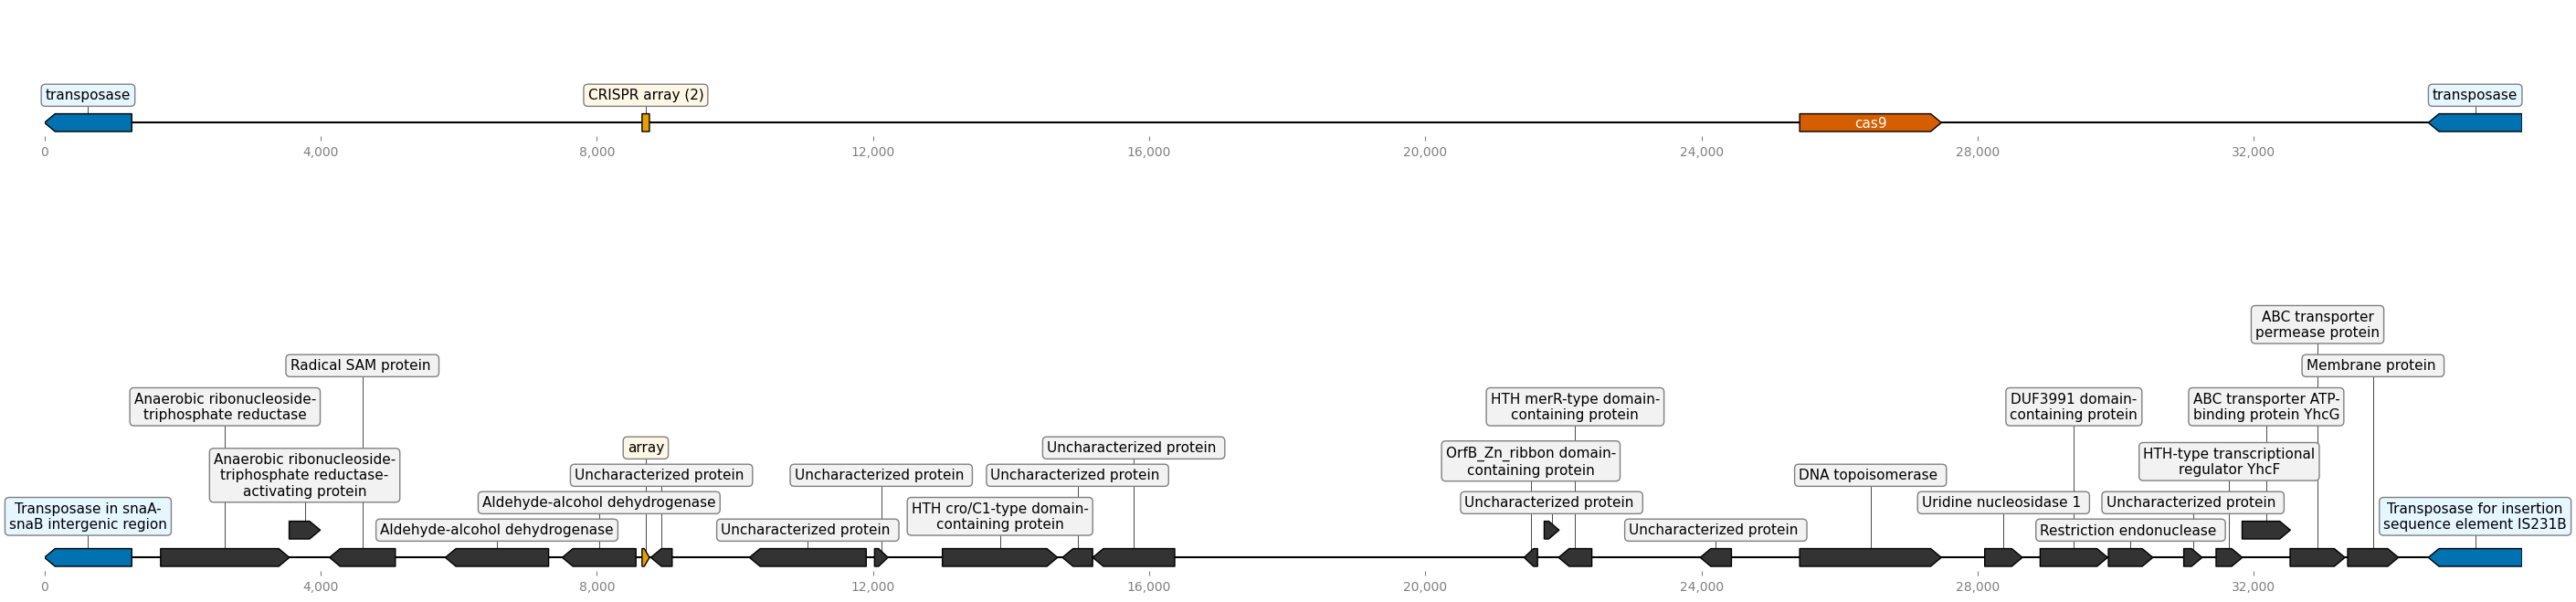 transposase
CRISPR array (2)
transposase
cas9
0
4,000
8,000
12,000
16,000
20,000
24,000
28,000
32,000
ABC transporter
permease protein
Radical SAM protein
Membrane protein
Anaerobic ribonucleoside-
triphosphate reductase
HTH merR-type domain-
containing protein
DUF3991 domain-
containing protein
ABC transporter ATP-
binding protein YhcG
array
Uncharacterized protein
Anaerobic ribonucleoside-
triphosphate reductase-
activating protein
OrfB_Zn_ribbon domain-
containing protein
HTH-type transcriptional
regulator YhcF
Uncharacterized protein
Uncharacterized protein
Uncharacterized protein
DNA topoisomerase
Transposase in snaA-
snaB intergenic region
Aldehyde-alcohol dehydrogenase
HTH cro/C1-type domain-
containing protein
Uncharacterized protein
Uridine nucleosidase 1
Uncharacterized protein
Transposase for insertion
sequence element IS231B
Aldehyde-alcohol dehydrogenase
Uncharacterized protein
Uncharacterized protein
Restriction endonuclease
0
4,000
8,000
12,000
16,000
20,000
24,000
28,000
32,000